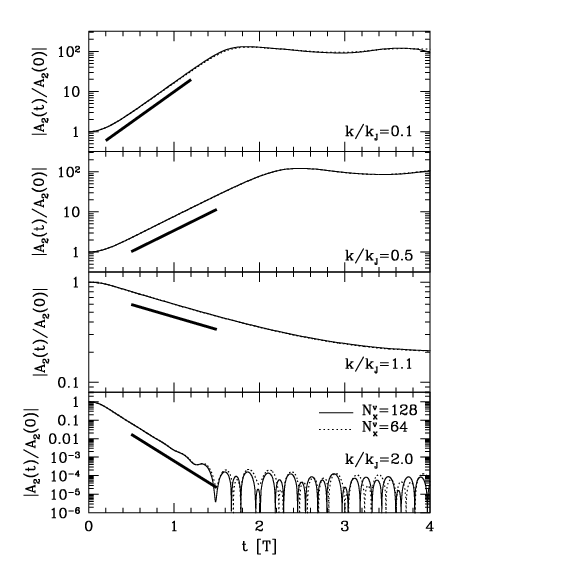 |A₂(t)/A₂(0)|
10²
10
1
k/k_J=0.1
|A₂(t)/A₂(0)|
10²
10
1
k/k_J=0.5
|A₂(t)/A₂(0)|
1
0.1
k/k_J=1.1
|A₂(t)/A₂(0)|
1
0.1
0.01
10⁻³
10⁻⁴
10⁻⁵
10⁻⁶
N_x^v=128
N_x^v=64
k/k_J=2.0
0 1 2 3 4
t [T]